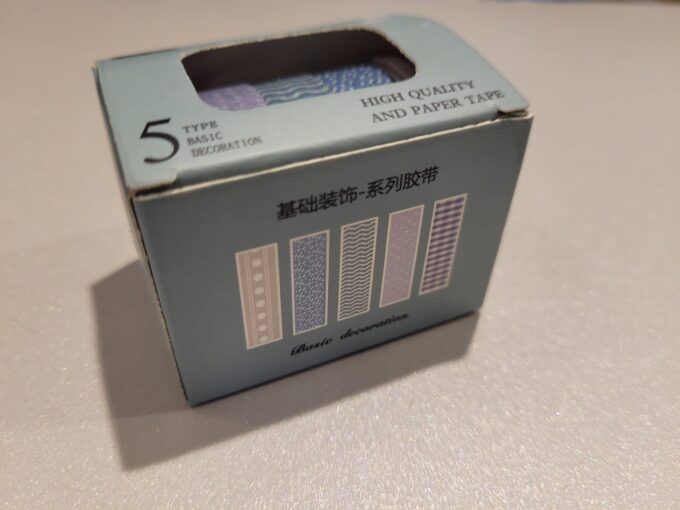 5
TYPE
BASIC
DECORATION
HIGH QUALITY
AND PAPER TAPE
基础装饰-系列胶带
Basic decoration